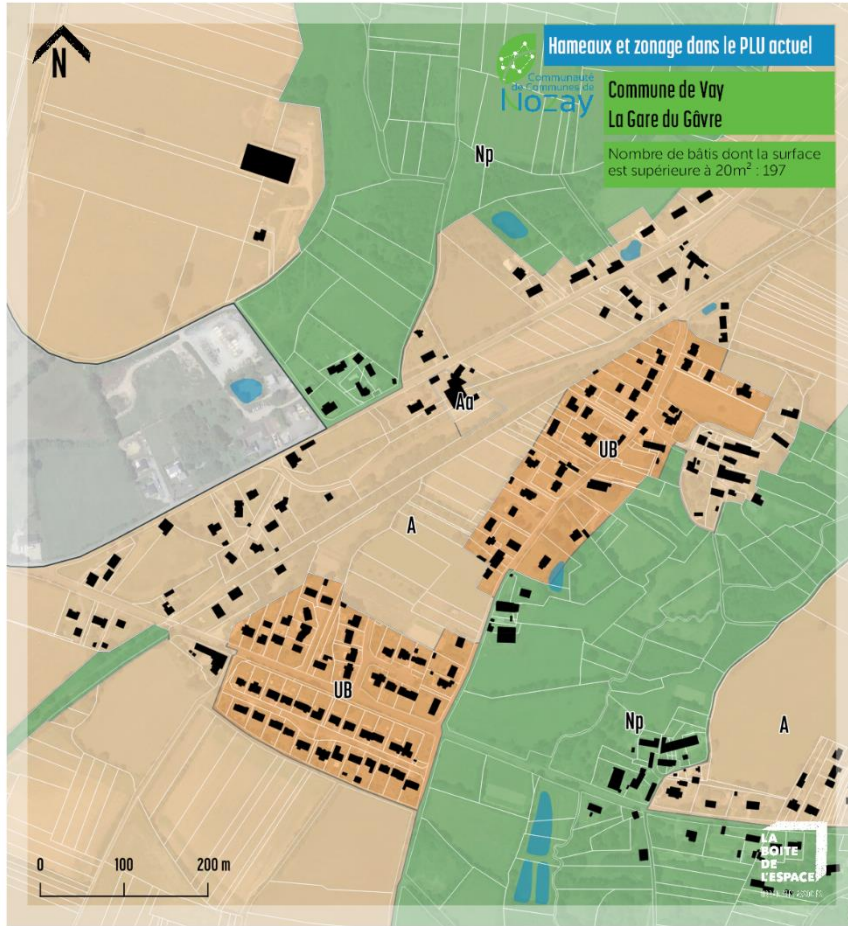 N
Hameaux et zonage dans le PLU actuel
Communauté
de Communes de
Nozay
Commune de Vay
La Gare du Gâvre
Nombre de bâtis dont la surface
est supérieure à 20m² : 197
Np
Aa
UB
A
UB
Np
A
0 100 200 m
LA
BOITE
DE
L'ESPACE